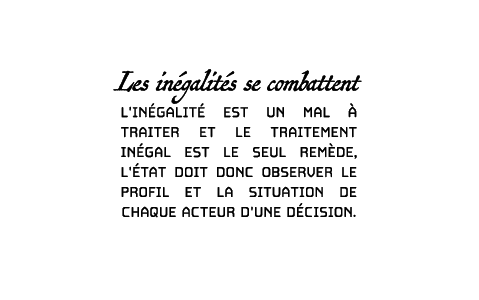 Les inégalités se combattent
L'INÉGALITÉ EST UN MAL À
TRAITER ET LE TRAITEMENT
INÉGAL EST LE SEUL REMÈDE,
L'ÉTAT DOIT DONC OBSERVER LE
PROFIL ET LA SITUATION DE
CHAQUE ACTEUR D'UNE DÉCISION.